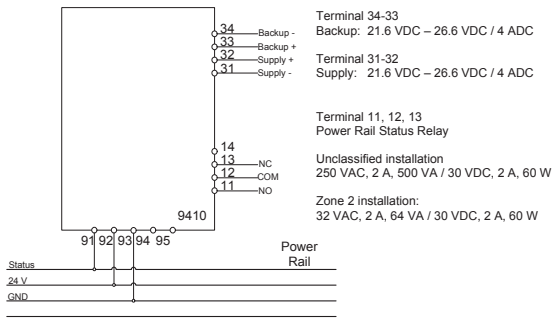 34 Backup -
33 Backup +
32 Supply +
31 Supply -
14
13 NC
12 COM
11 NO
9410
91 92 93 94 95
Power
Rail
Status
24 V
GND
Terminal 34-33
Backup: 21.6 VDC – 26.6 VDC / 4 ADC
Terminal 31-32
Supply: 21.6 VDC – 26.6 VDC / 4 ADC
Terminal 11, 12, 13
Power Rail Status Relay
Unclassified installation
250 VAC, 2 A, 500 VA / 30 VDC, 2 A, 60 W
Zone 2 installation:
32 VAC, 2 A, 64 VA / 30 VDC, 2 A, 60 W